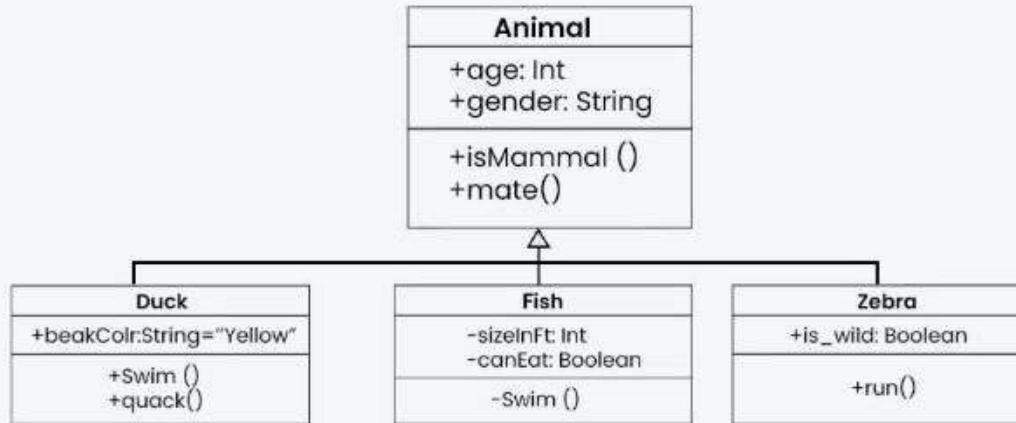 Animal
+age: Int
+gender: String
+isMammal ()
+mate()
Duck
+beakColr:String="Yellow"
+Swim ()
+quack()
Fish
-sizeInFt: Int
-canEat: Boolean
-Swim ()
Zebra
+is_wild: Boolean
+run()